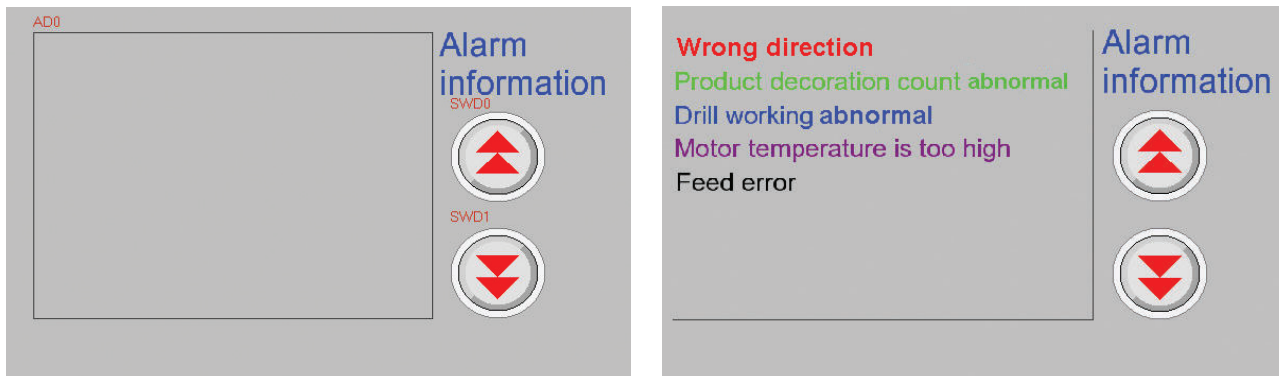 AD0
Alarm
information
SWD0
SWD1
Wrong direction
Product decoration count abnormal
Drill working abnormal
Motor temperature is too high
Feed error
Alarm
information